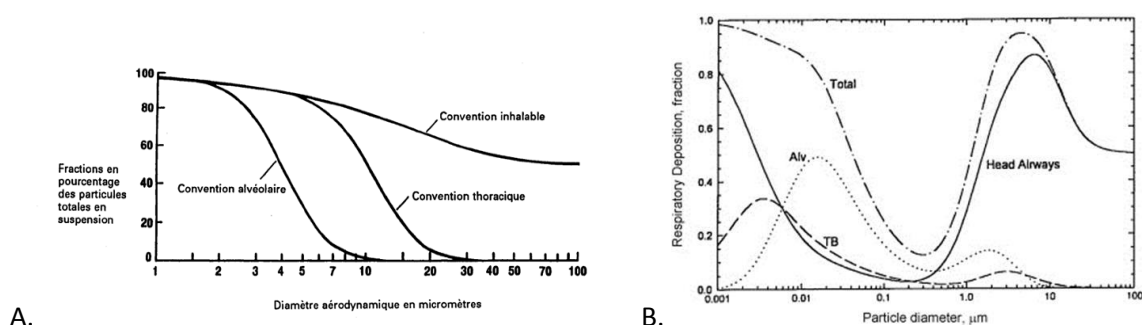 100
80
60
40
20
0
Fractions en
pourcentage
des particules
totales en
suspension
Convention inhalable
Convention alvéolaire
Convention thoracique
1 2 3 4 5 7 10 20 30 50 100
Diamètre aérodynamique en micromètres
A.
1.0
0.8
0.6
0.4
0.2
0.0
Respiratory Deposition, fraction
Total
Alv.
Head Airways
TB
0.001 0.01 0.1 1.0 10 100
Particle diameter, μm
B.